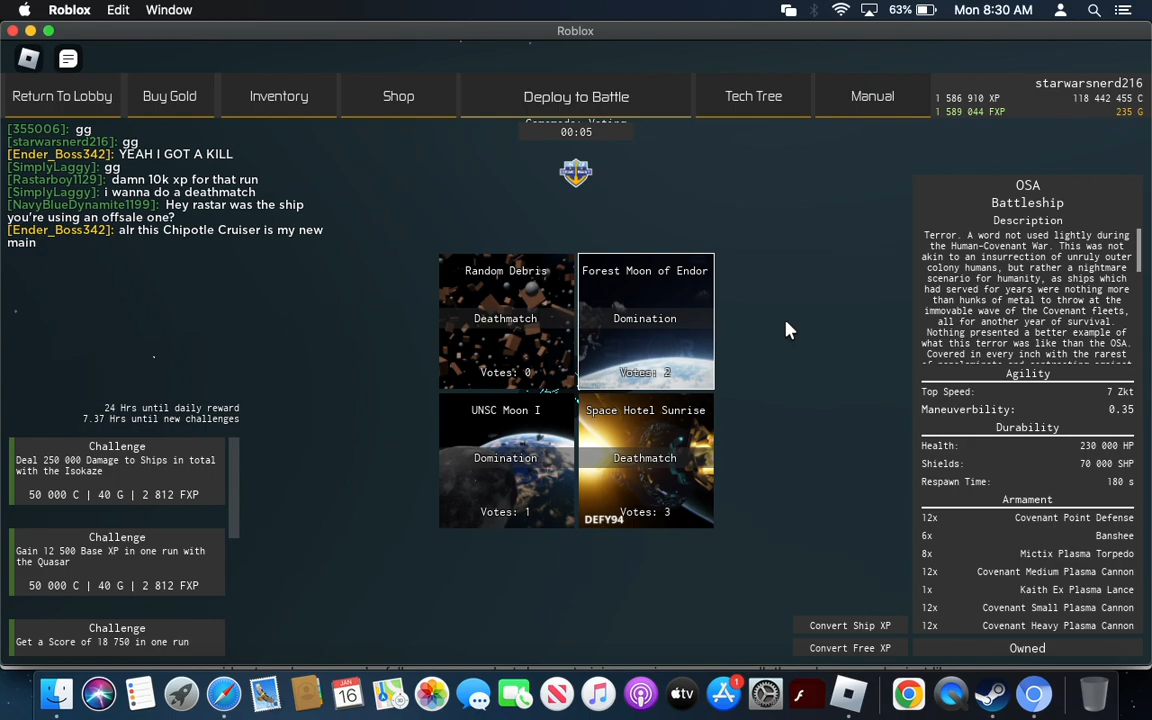 Roblox Edit Window 63% Mon 8:30 AM
Roblox
Return To Lobby Buy Gold Inventory Shop Deploy to Battle Tech Tree Manual
starwarsnerd216
1 586 910 XP 118 442 455 C
1 589 044 FXP 235 G
00:05
[355006]: gg
[starwarsnerd216]: gg
[Ender_Boss342]: YEAH I GOT A KILL
[SimplyLaggy]: gg
[Rastarboy1129]: damn 10k xp for that run
[SimplyLaggy]: i wanna do a deathmatch
[NavyBlueDynamite1199]: Hey rastar was the ship
you're using an offsale one?
[Ender_Boss342]: alr this Chipotle Cruiser is my new
main
24 Hrs until daily reward
7.37 Hrs until new challenges
Challenge
Deal 250 000 Damage to Ships in total
with the Isokaze
50 000 C | 40 G | 2 812 FXP
Challenge
Gain 12 500 Base XP in one run with
the Quasar
50 000 C | 40 G | 2 812 FXP
Challenge
Get a Score of 18 750 in one run
Random Debris
Deathmatch
Votes: 0
Forest Moon of Endor
Domination
Votes: 2
UNSC Moon I
Domination
Votes: 1
Space Hotel Sunrise
Deathmatch
Votes: 3
DEFY94
OSA
Battleship
Description
Terror. A word not used lightly during
the Human-Covenant War. This was not
akin to an insurrection of unruly outer
colony humans, but rather a nightmare
scenario for humanity, as ships which
had served for years were nothing more
than hunks of metal to throw at the
immovable wave of the Covenant fleets,
all for another year of survival.
Nothing presented a better example of
what this terror was like than the OSA.
Covered in every inch with the rarest
Agility
Top Speed: 7 Zkt
Maneuverbility: 0.35
Durability
Health: 230 000 HP
Shields: 70 000 SHP
Respawn Time: 180 s
Armament
12x Covenant Point Defense
6x Banshee
8x Mictix Plasma Torpedo
12x Covenant Medium Plasma Cannon
1x Kaith Ex Plasma Lance
12x Covenant Small Plasma Cannon
12x Covenant Heavy Plasma Cannon
Owned
Convert Ship XP
Convert Free XP
JAN
16
1